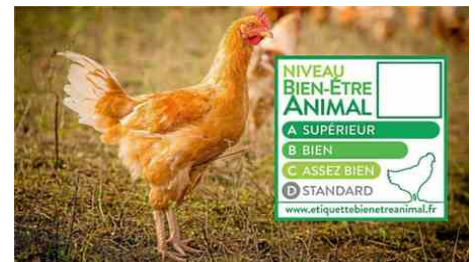 NIVEAU
BIEN-ÊTRE
ANIMAL
A SUPÉRIEUR
B BIEN
C ASSEZ BIEN
D STANDARD
www.etiquettebienetreanimal.fr